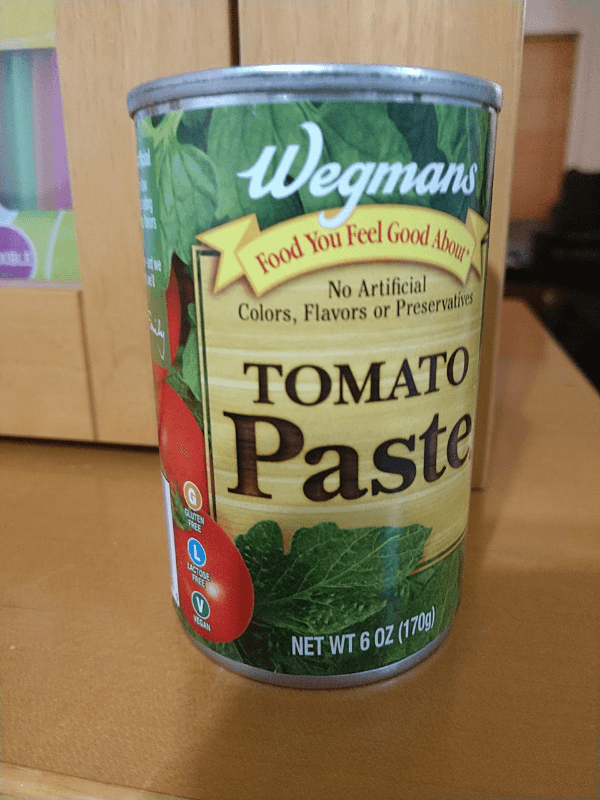 Wegmans
Food You Feel Good About
No Artificial
Colors, Flavors or Preservatives
TOMATO
Paste
G
GLUTEN
FREE
L
LACTOSE
FREE
V
VEGAN
NET WT 6 OZ (170g)